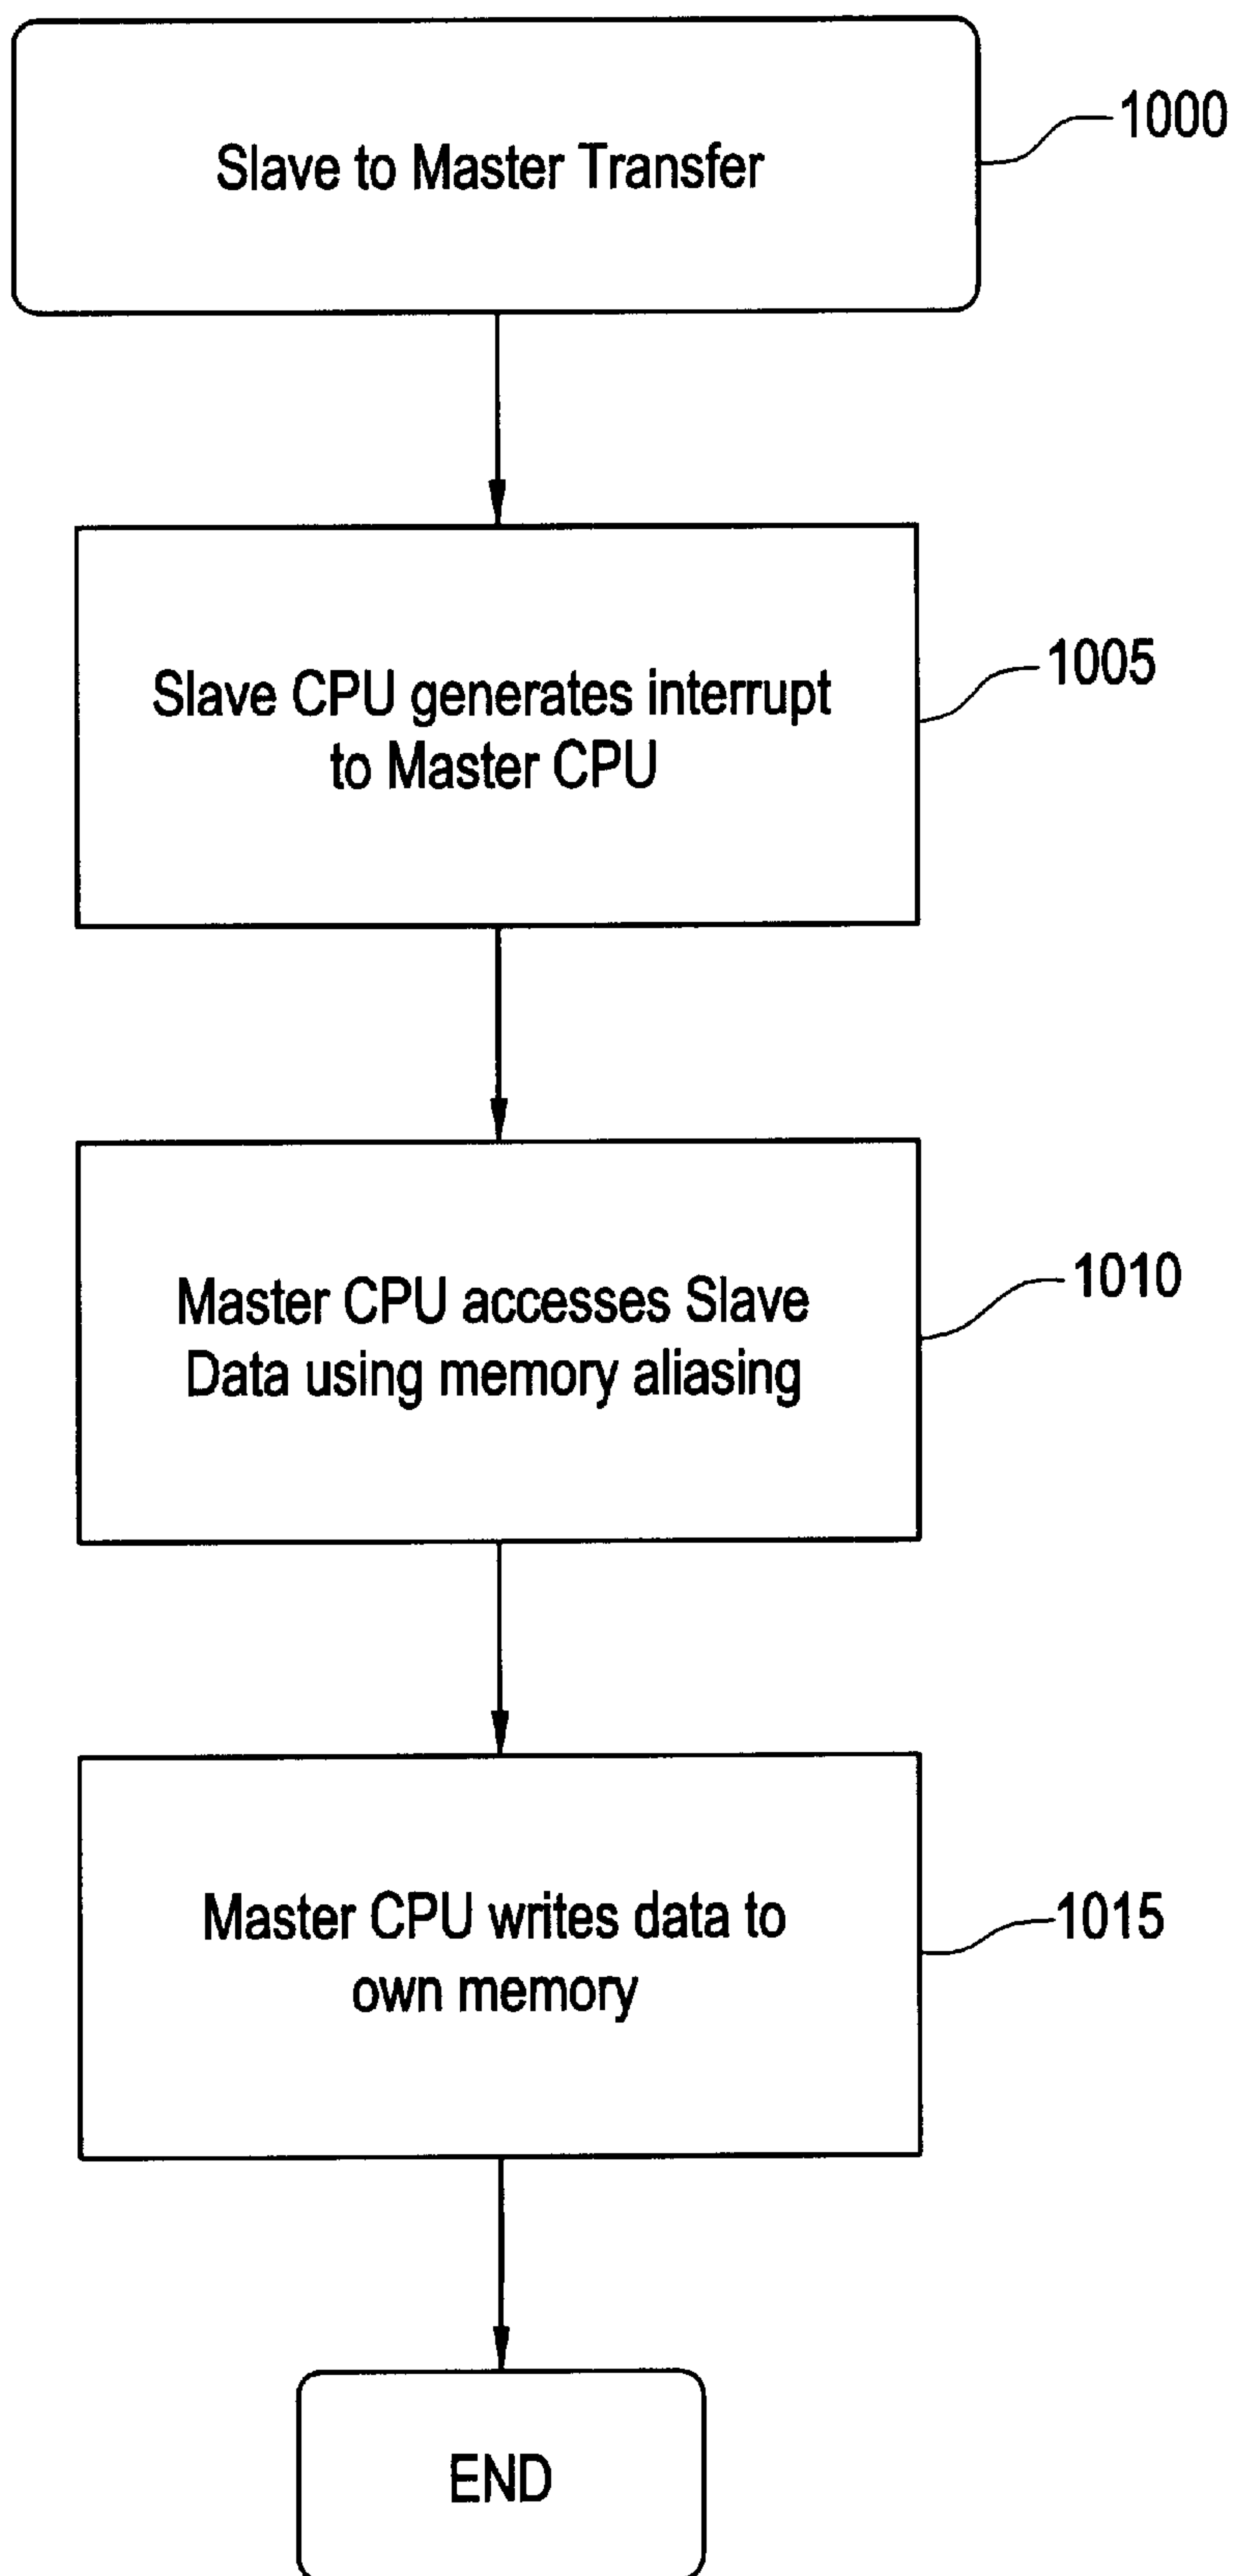 Slave to Master Transfer
1000
Slave CPU generates interrupt
to Master CPU
1005
Master CPU accesses Slave
Data using memory aliasing
1010
Master CPU writes data to
own memory
1015
END